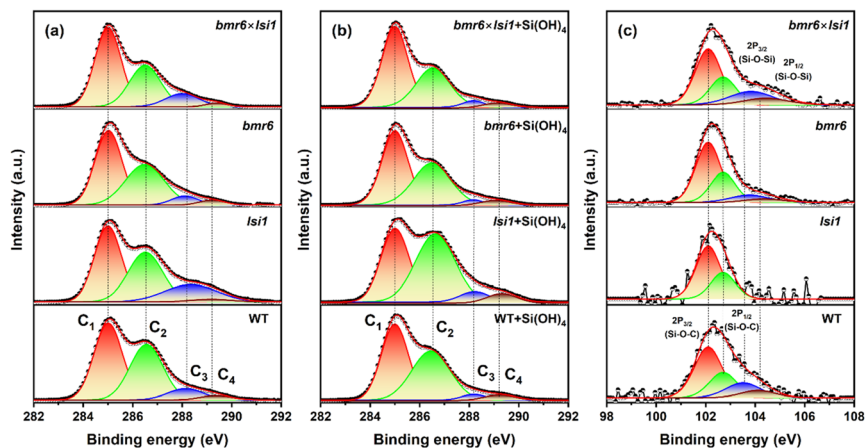 (a)
bmr6×lsi1
bmr6
lsi1
WT
C1
C2
C3
C4
Intensity (a.u.)
282 284 286 288 290 292
Binding energy (eV)
(b)
bmr6×lsi1+Si(OH)4
bmr6+Si(OH)4
lsi1+Si(OH)4
WT+Si(OH)4
C1
C2
C3
C4
Intensity (a.u.)
282 284 286 288 290 292
Binding energy (eV)
(c)
bmr6×lsi1
2P3/2
(Si-O-Si)
2P1/2
(Si-O-Si)
bmr6
lsi1
WT
2P3/2
(Si-O-C)
2P1/2
(Si-O-C)
Intensity (a.u.)
98 100 102 104 106 108
Binding energy (eV)